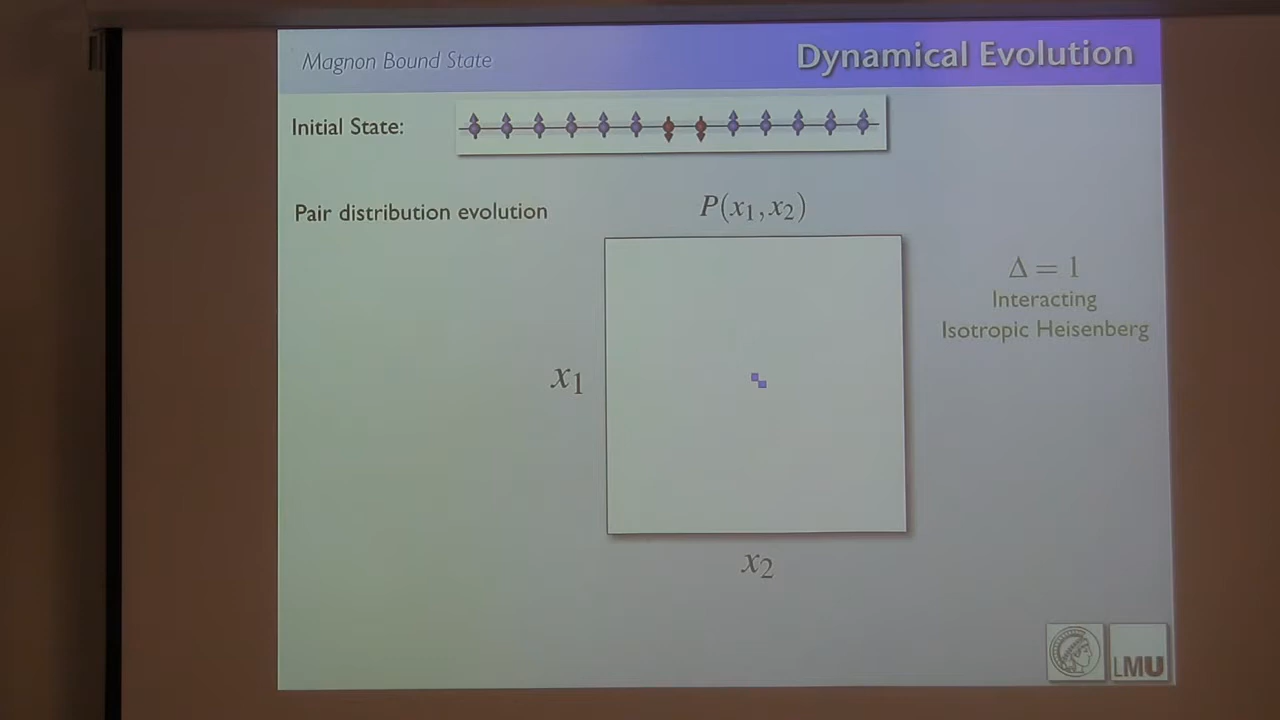 Magnon Bound State
Dynamical Evolution
Initial State:
Pair distribution evolution
P(x₁, x₂)
Δ = 1
Interacting
Isotropic Heisenberg
x₁
x₂
LMU